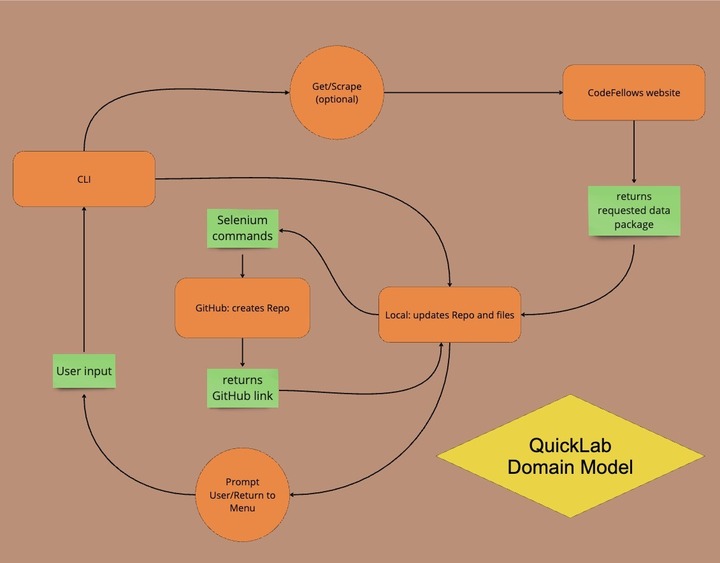 Get/Scrape
(optional)
CodeFellows website
CLI
returns
requested data
package
Selenium
commands
GitHub: creates Repo
Local: updates Repo and files
User input
returns
GitHub link
QuickLab
Domain Model
Prompt
User/Return to
Menu